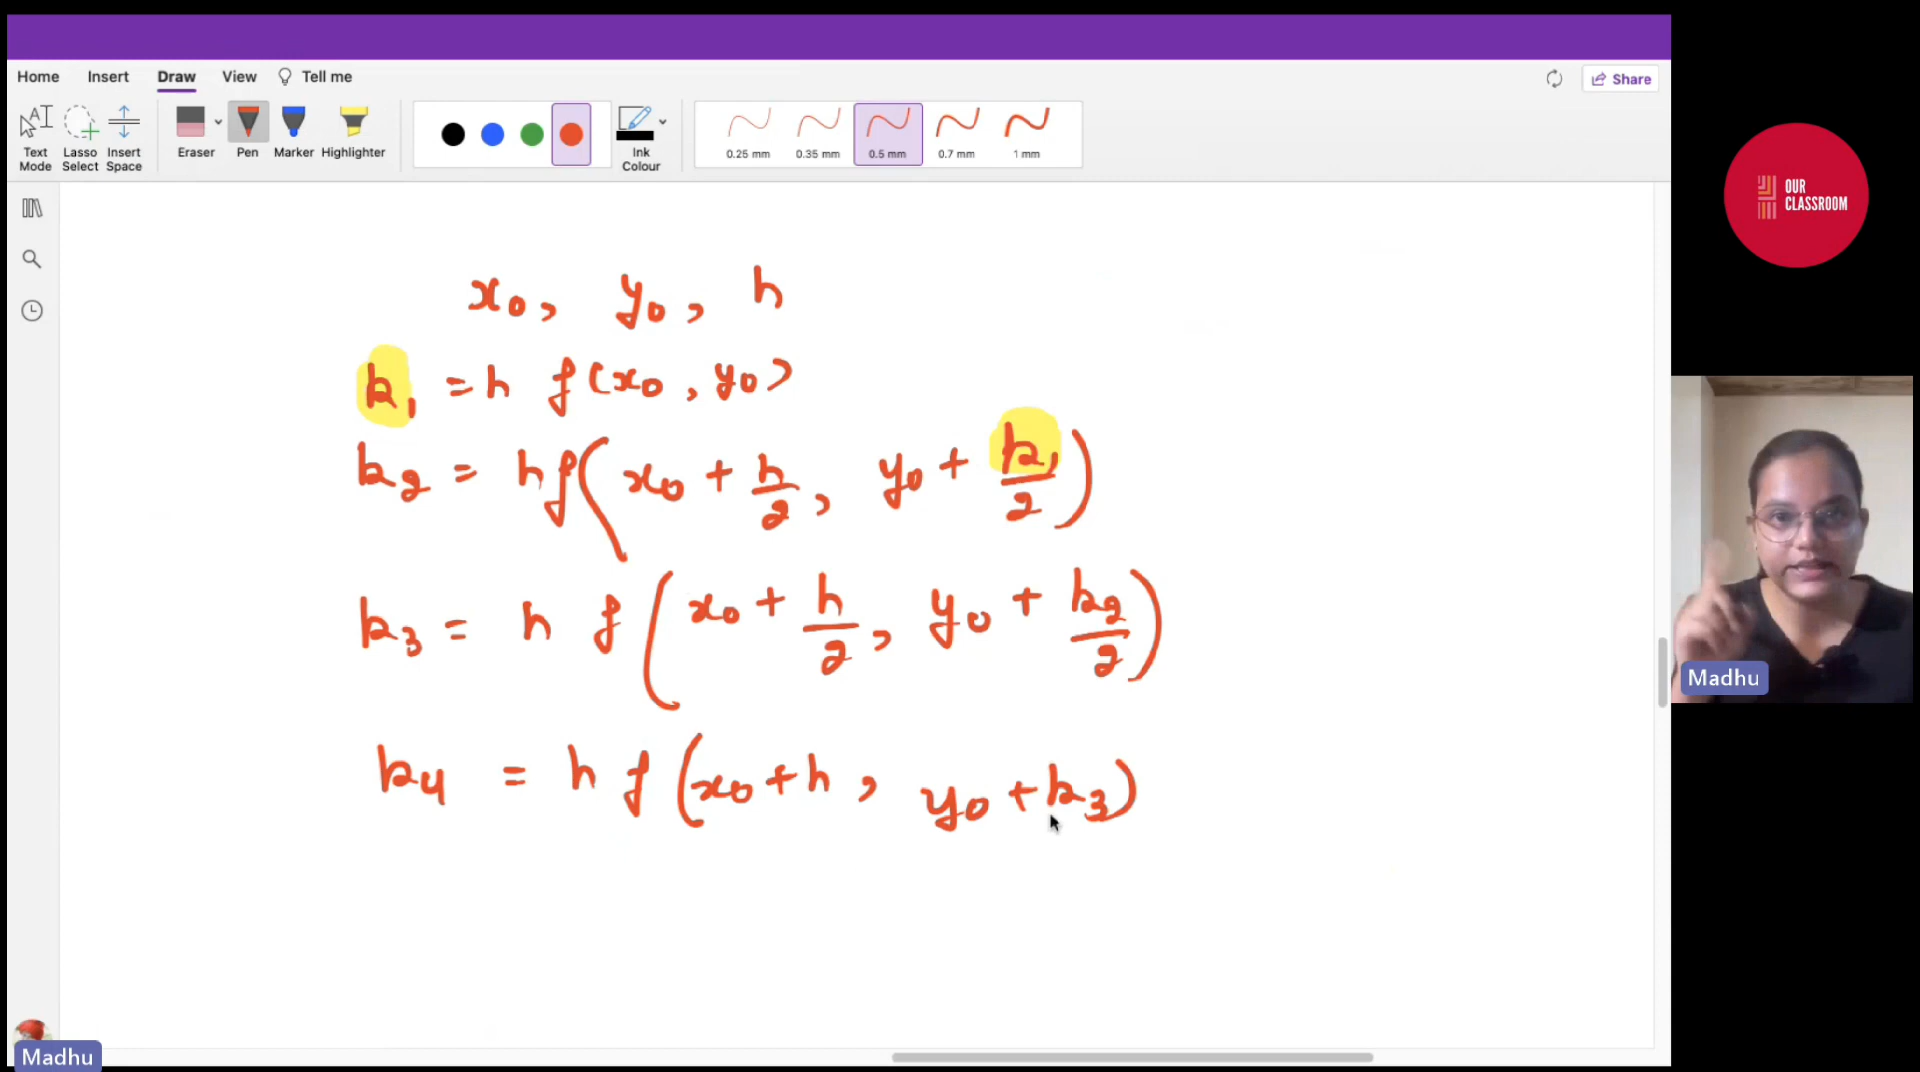 Home Insert Draw View Tell me
Share
Text Mode
Lasso Select
Insert Space
Eraser
Pen
Marker
Highlighter
Ink Colour
0.25 mm
0.35 mm
0.5 mm
0.7 mm
1 mm
OUR CLASSROOM
x₀, y₀, h
k₁ = h f(x₀, y₀)
k₂ = hf(x₀ + h/2, y₀ + k₁/2)
k₃ = h f(x₀ + h/2, y₀ + k₂/2)
k₄ = h f(x₀+h, y₀ + k₃)
Madhu
Madhu